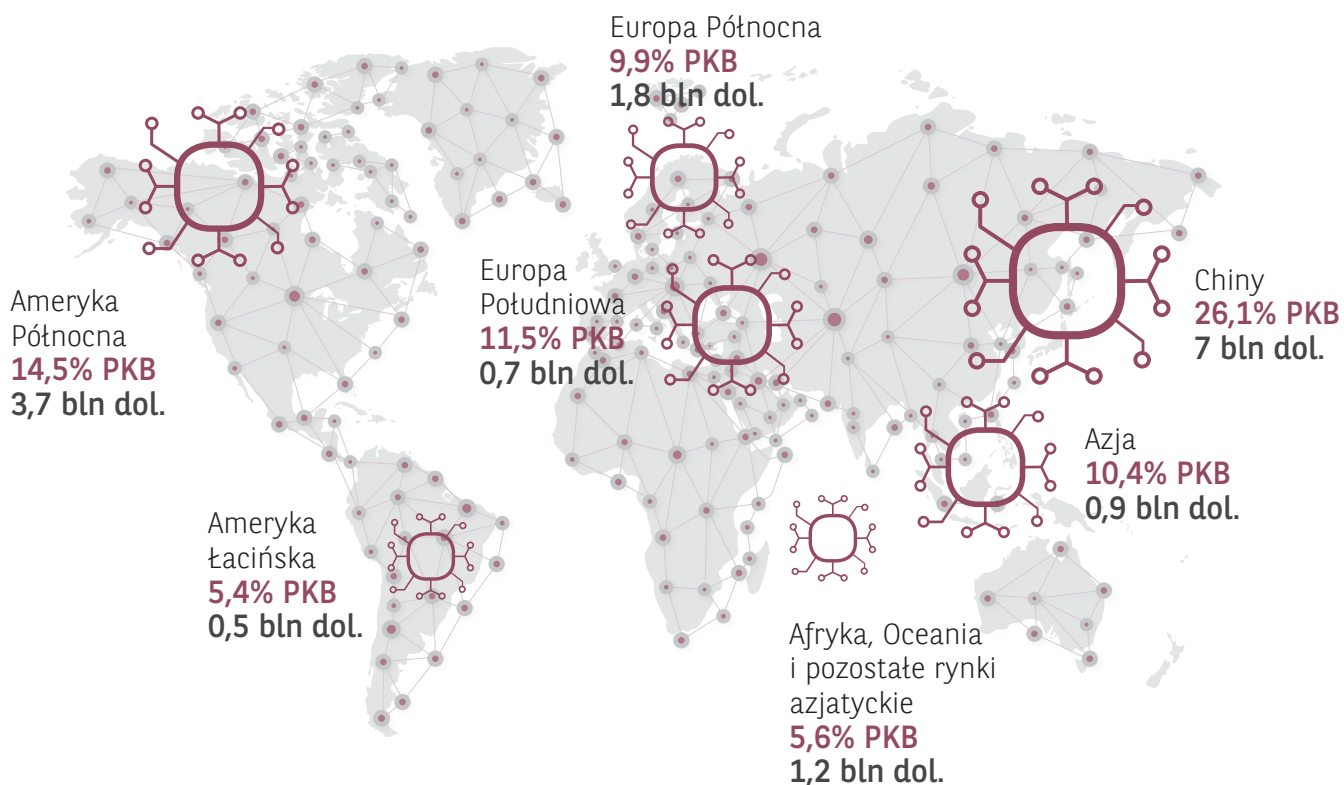 Europa Północna
9,9% PKB
1,8 bln dol.
Ameryka
Północna
14,5% PKB
3,7 bln dol.
Europa
Południowa
11,5% PKB
0,7 bln dol.
Chiny
26,1% PKB
7 bln dol.
Azja
10,4% PKB
0,9 bln dol.
Ameryka
Łacińska
5,4% PKB
0,5 bln dol.
Afryka, Oceania
i pozostałe rynki
azjatyckie
5,6% PKB
1,2 bln dol.